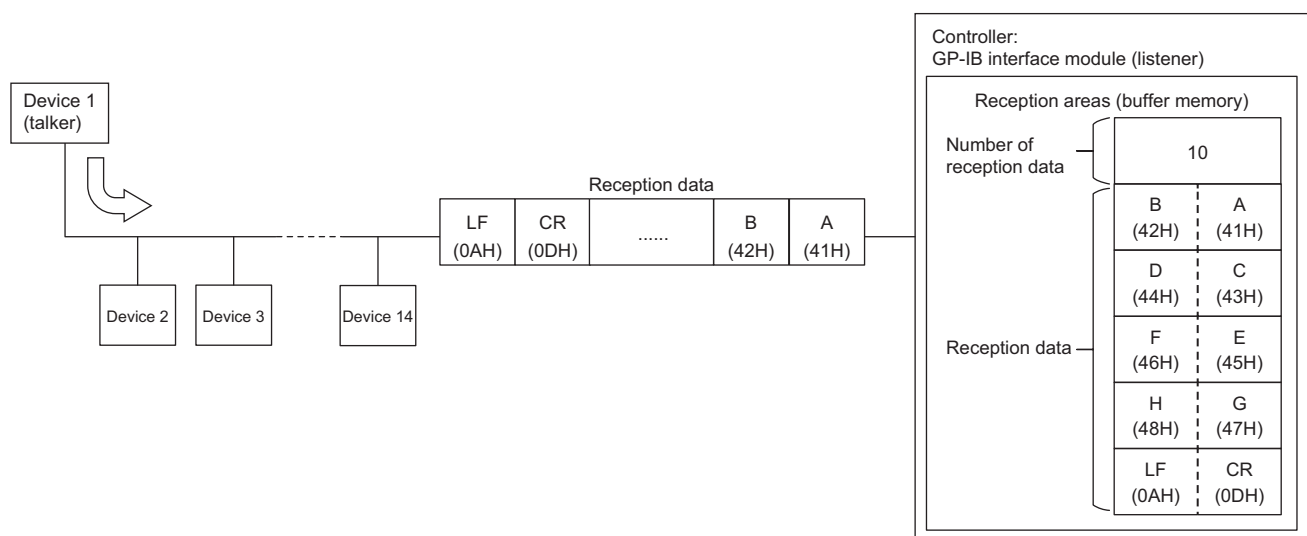 Controller:
GP-IB interface module (listener)
Reception areas (buffer memory)
Device 1
(talker)
Number of
reception data
10
Reception data
LF
(0AH)
CR
(0DH)
......
B
(42H)
A
(41H)
Device 2
Device 3
Device 14
Reception data
B
(42H)
A
(41H)
D
(44H)
C
(43H)
F
(46H)
E
(45H)
H
(48H)
G
(47H)
LF
(0AH)
CR
(0DH)